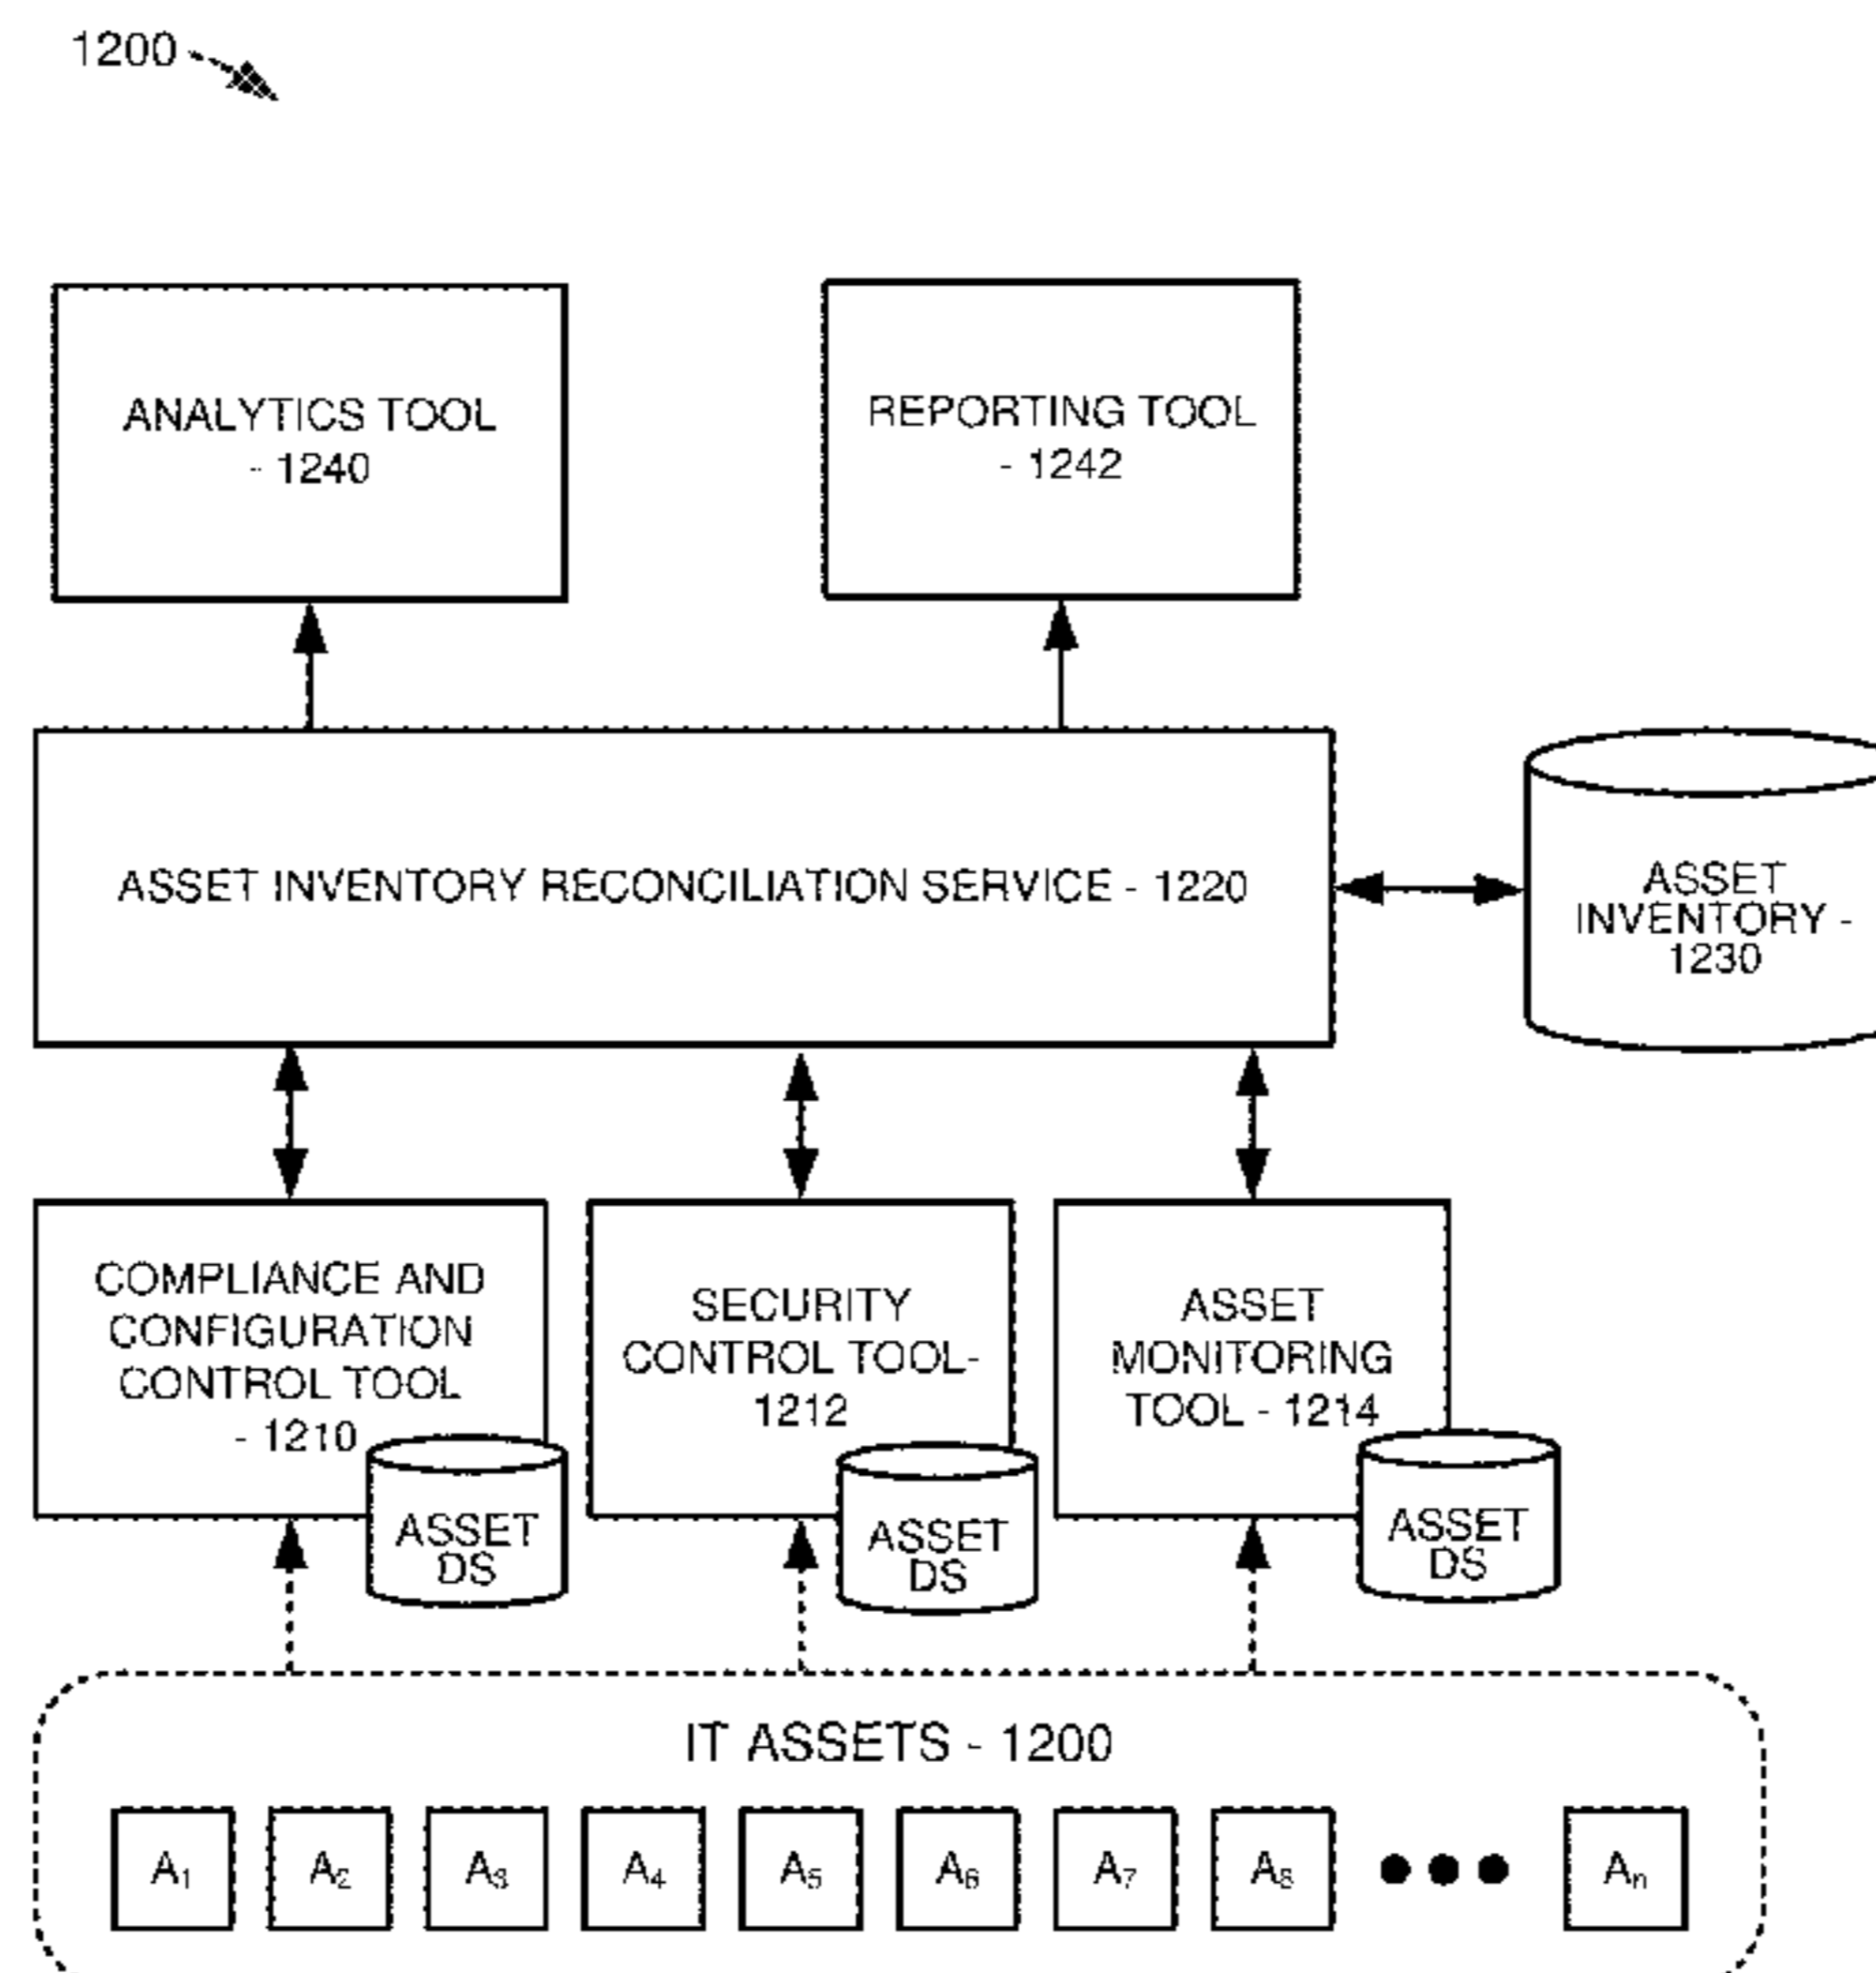 1200
ANALYTICS TOOL
- 1240
REPORTING TOOL
- 1242
ASSET INVENTORY RECONCILIATION SERVICE - 1220
ASSET
INVENTORY -
1230
COMPLIANCE AND
CONFIGURATION
CONTROL TOOL
- 1210
ASSET
DS
SECURITY
CONTROL TOOL-
1212
ASSET
DS
ASSET
MONITORING
TOOL - 1214
ASSET
DS
IT ASSETS - 1200
A₁ A₂ A₃ A₄ A₅ A₆ A₇ A₈ ●●● Aₙ